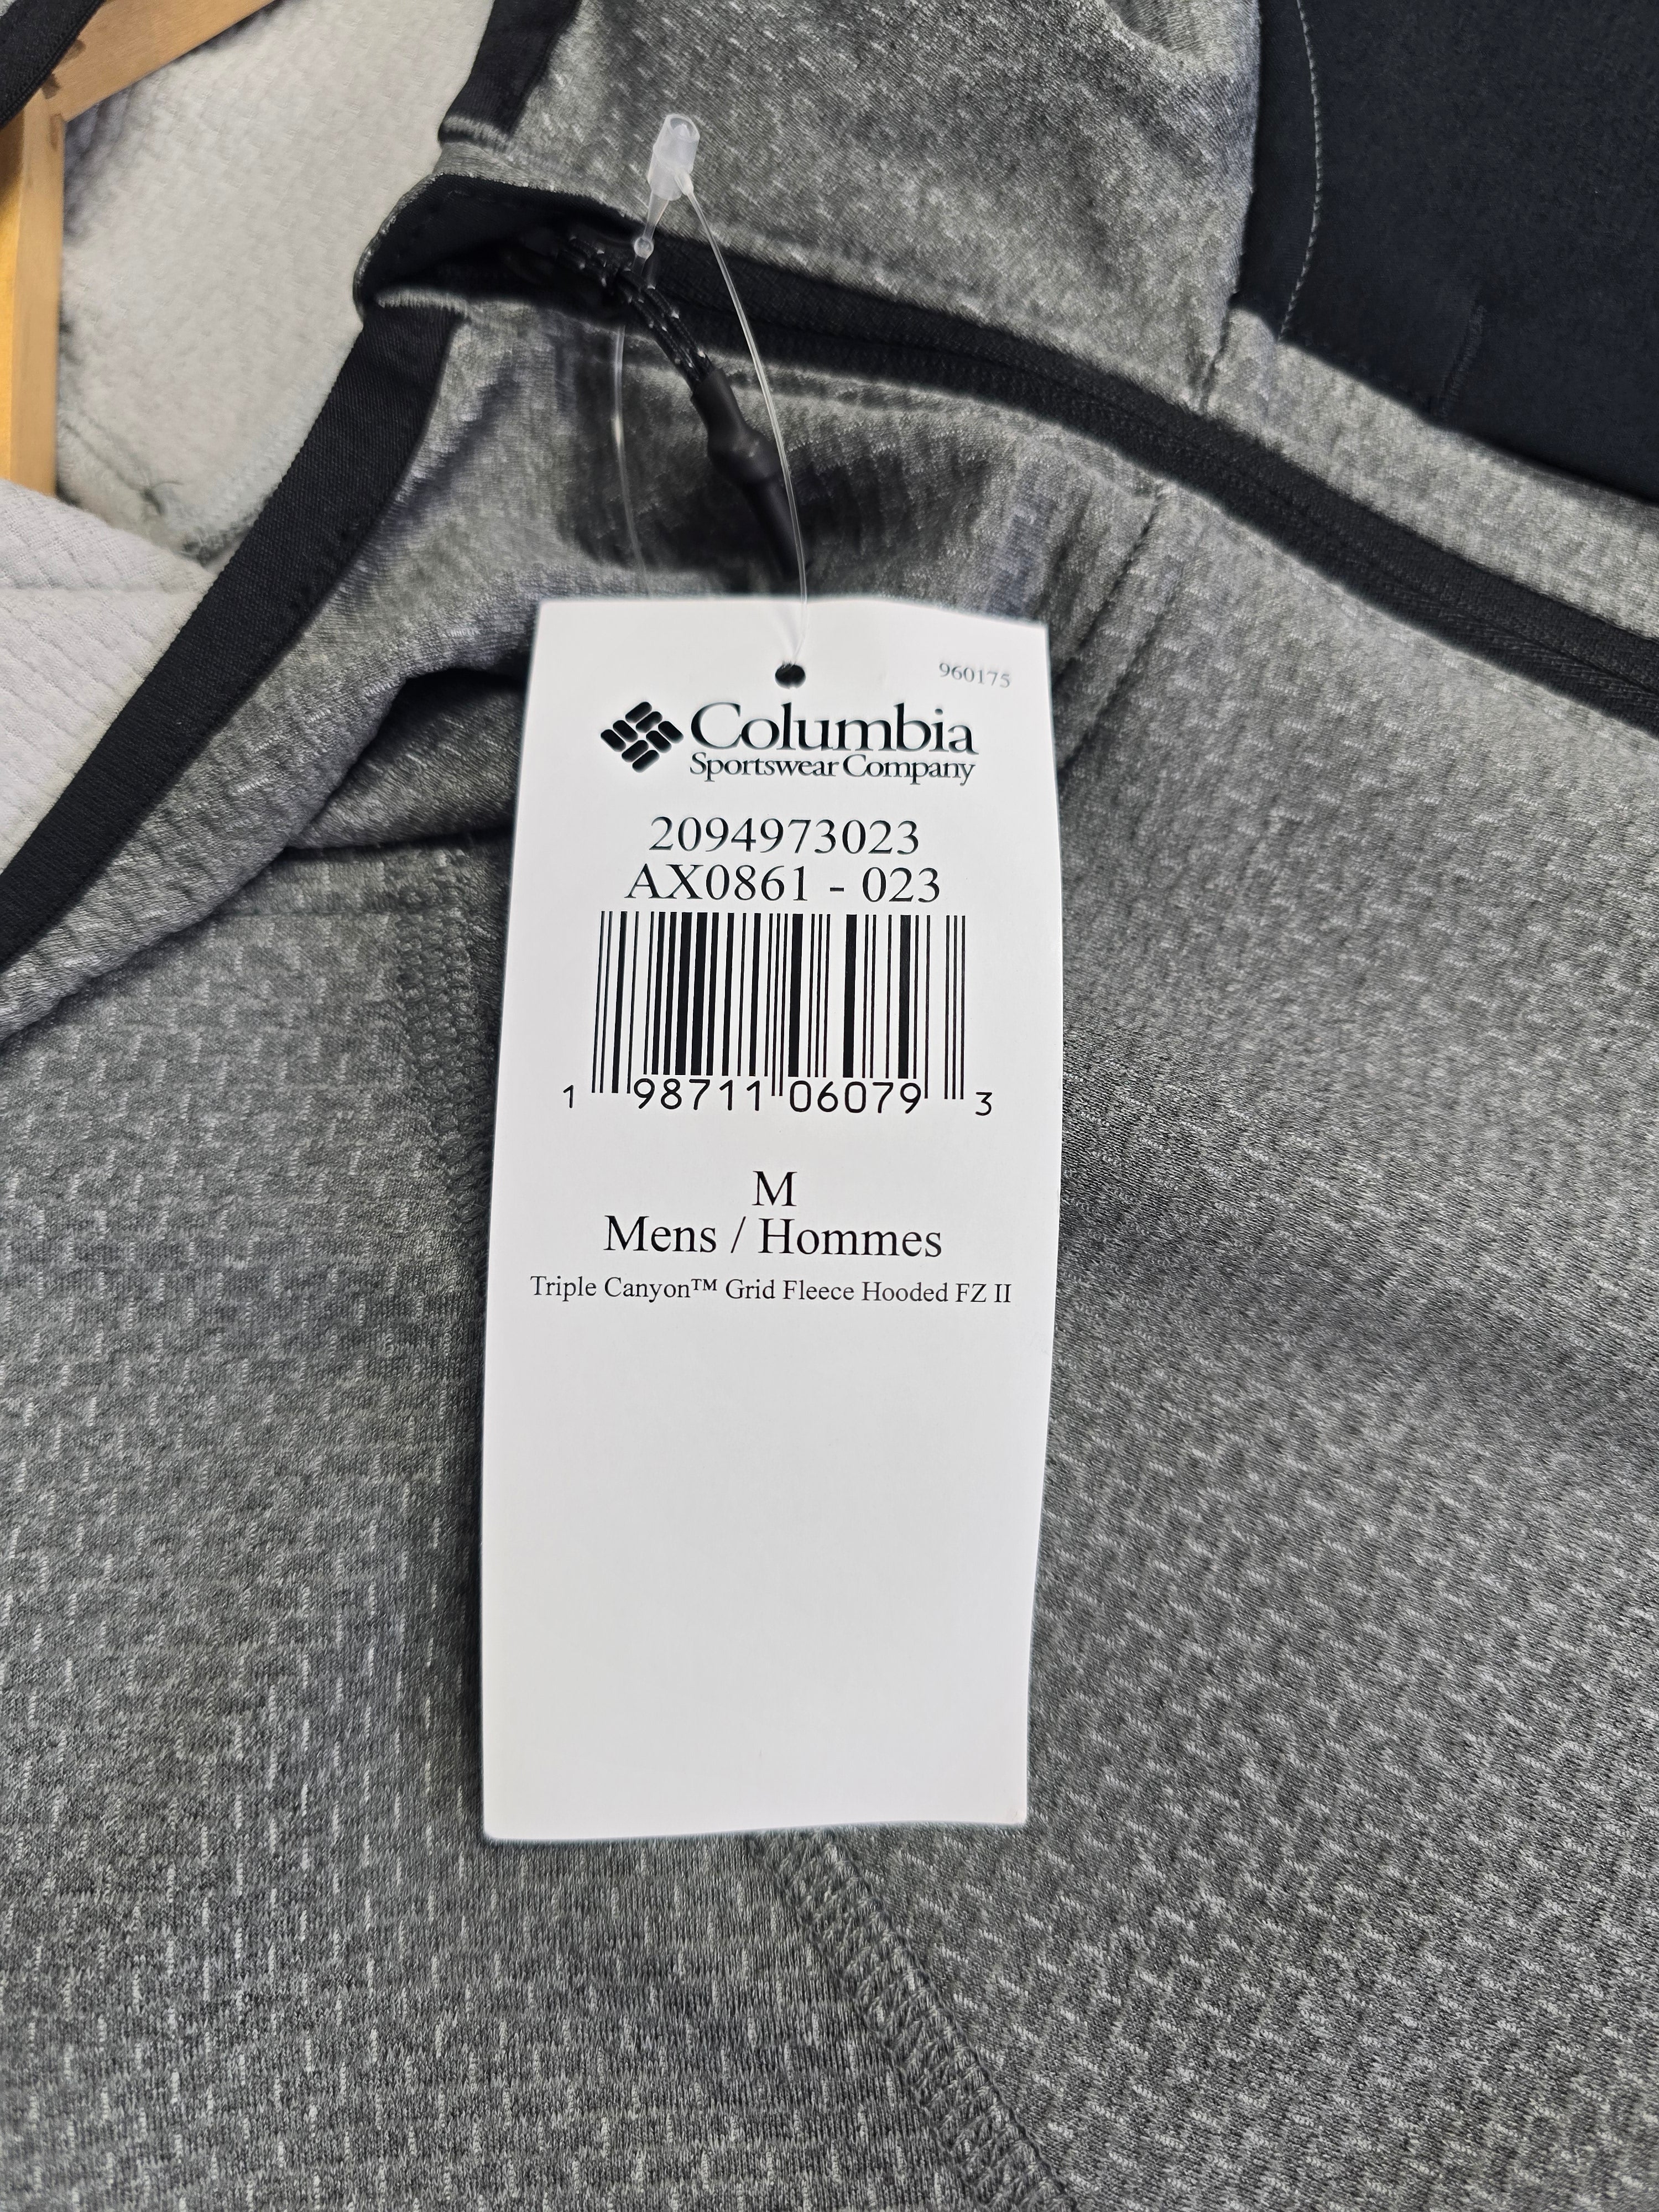 960175
Columbia
Sportswear Company
2094973023
AX0861 - 023
1 98711 06079 3
M
Mens / Hommes
Triple Canyon™ Grid Fleece Hooded FZ II